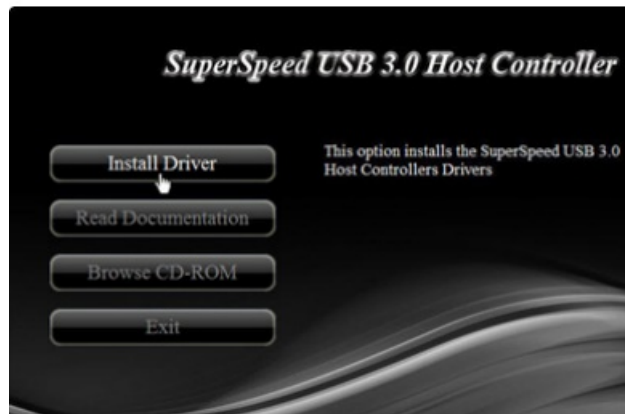 SuperSpeed USB 3.0 Host Controller
Install Driver
This option installs the SuperSpeed USB 3.0
Host Controllers Drivers
Read Documentation
Browse CD-ROM
Exit